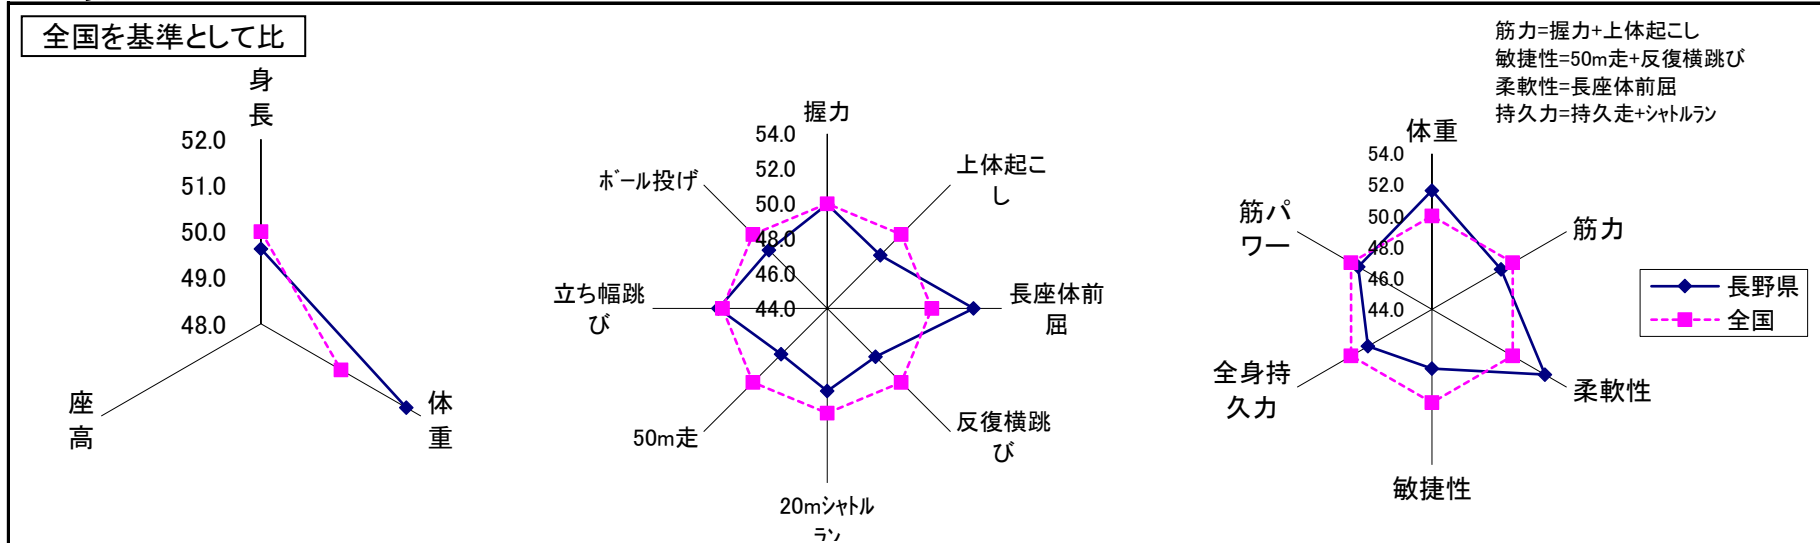 全国を基準として比
筋力=握力+上体起こし
敏捷性=50m走+反復横跳び
柔軟性=長座体前屈
持久力=持久走+ｼｬﾄﾙﾗﾝ
身
長
52.0
51.0
50.0
49.0
48.0
座
高
体
重
握力
54.0
52.0
50.0
48.0
46.0
44.0
上体起こ
し
長座体前
屈
反復横跳
び
20mｼｬﾄﾙ
ﾗﾝ
50m走
立ち幅跳
び
ﾎﾞｰﾙ投げ
体重
54.0
52.0
50.0
48.0
46.0
44.0
筋力
柔軟性
敏捷性
全身持
久力
筋パ
ワー
長野県
全国